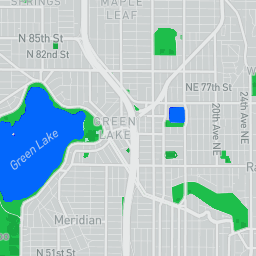 SPRINGS
MAPLE
LEAF
N 85th St
N 82nd St
NE 77th St
GREEN
LAKE
Green Lake
20th Ave NE
24th Ave NE
Meridian
N 51st St